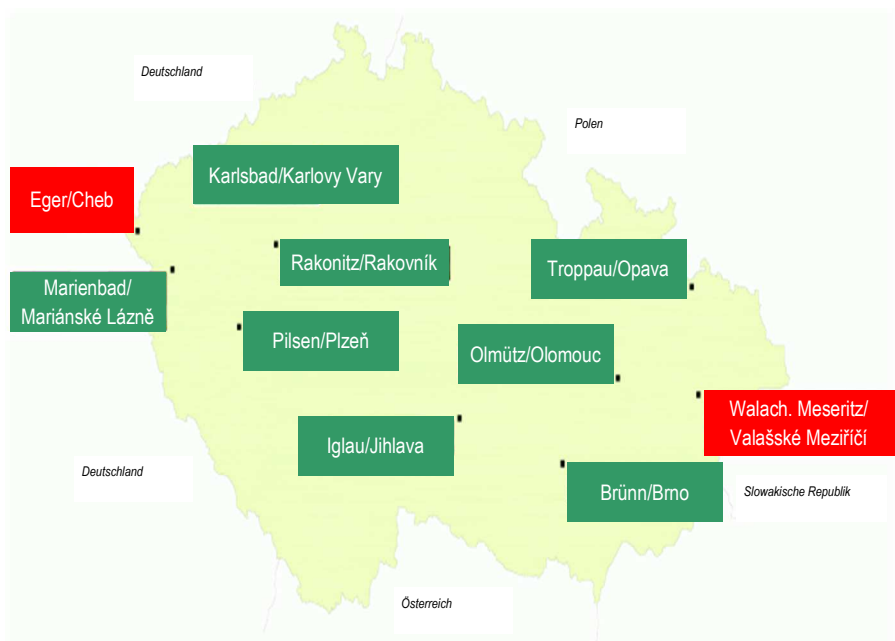 Deutschland
Polen
Karlsbad/Karlovy Vary
Eger/Cheb
Rakonitz/Rakovník
Troppau/Opava
Marienbad/
Mariánské Lázně
Pilsen/Plzeň
Olmütz/Olomouc
Walach. Meseritz/
Valašské Meziříčí
Iglau/Jihlava
Deutschland
Brünn/Brno
Slowakische Republik
Österreich